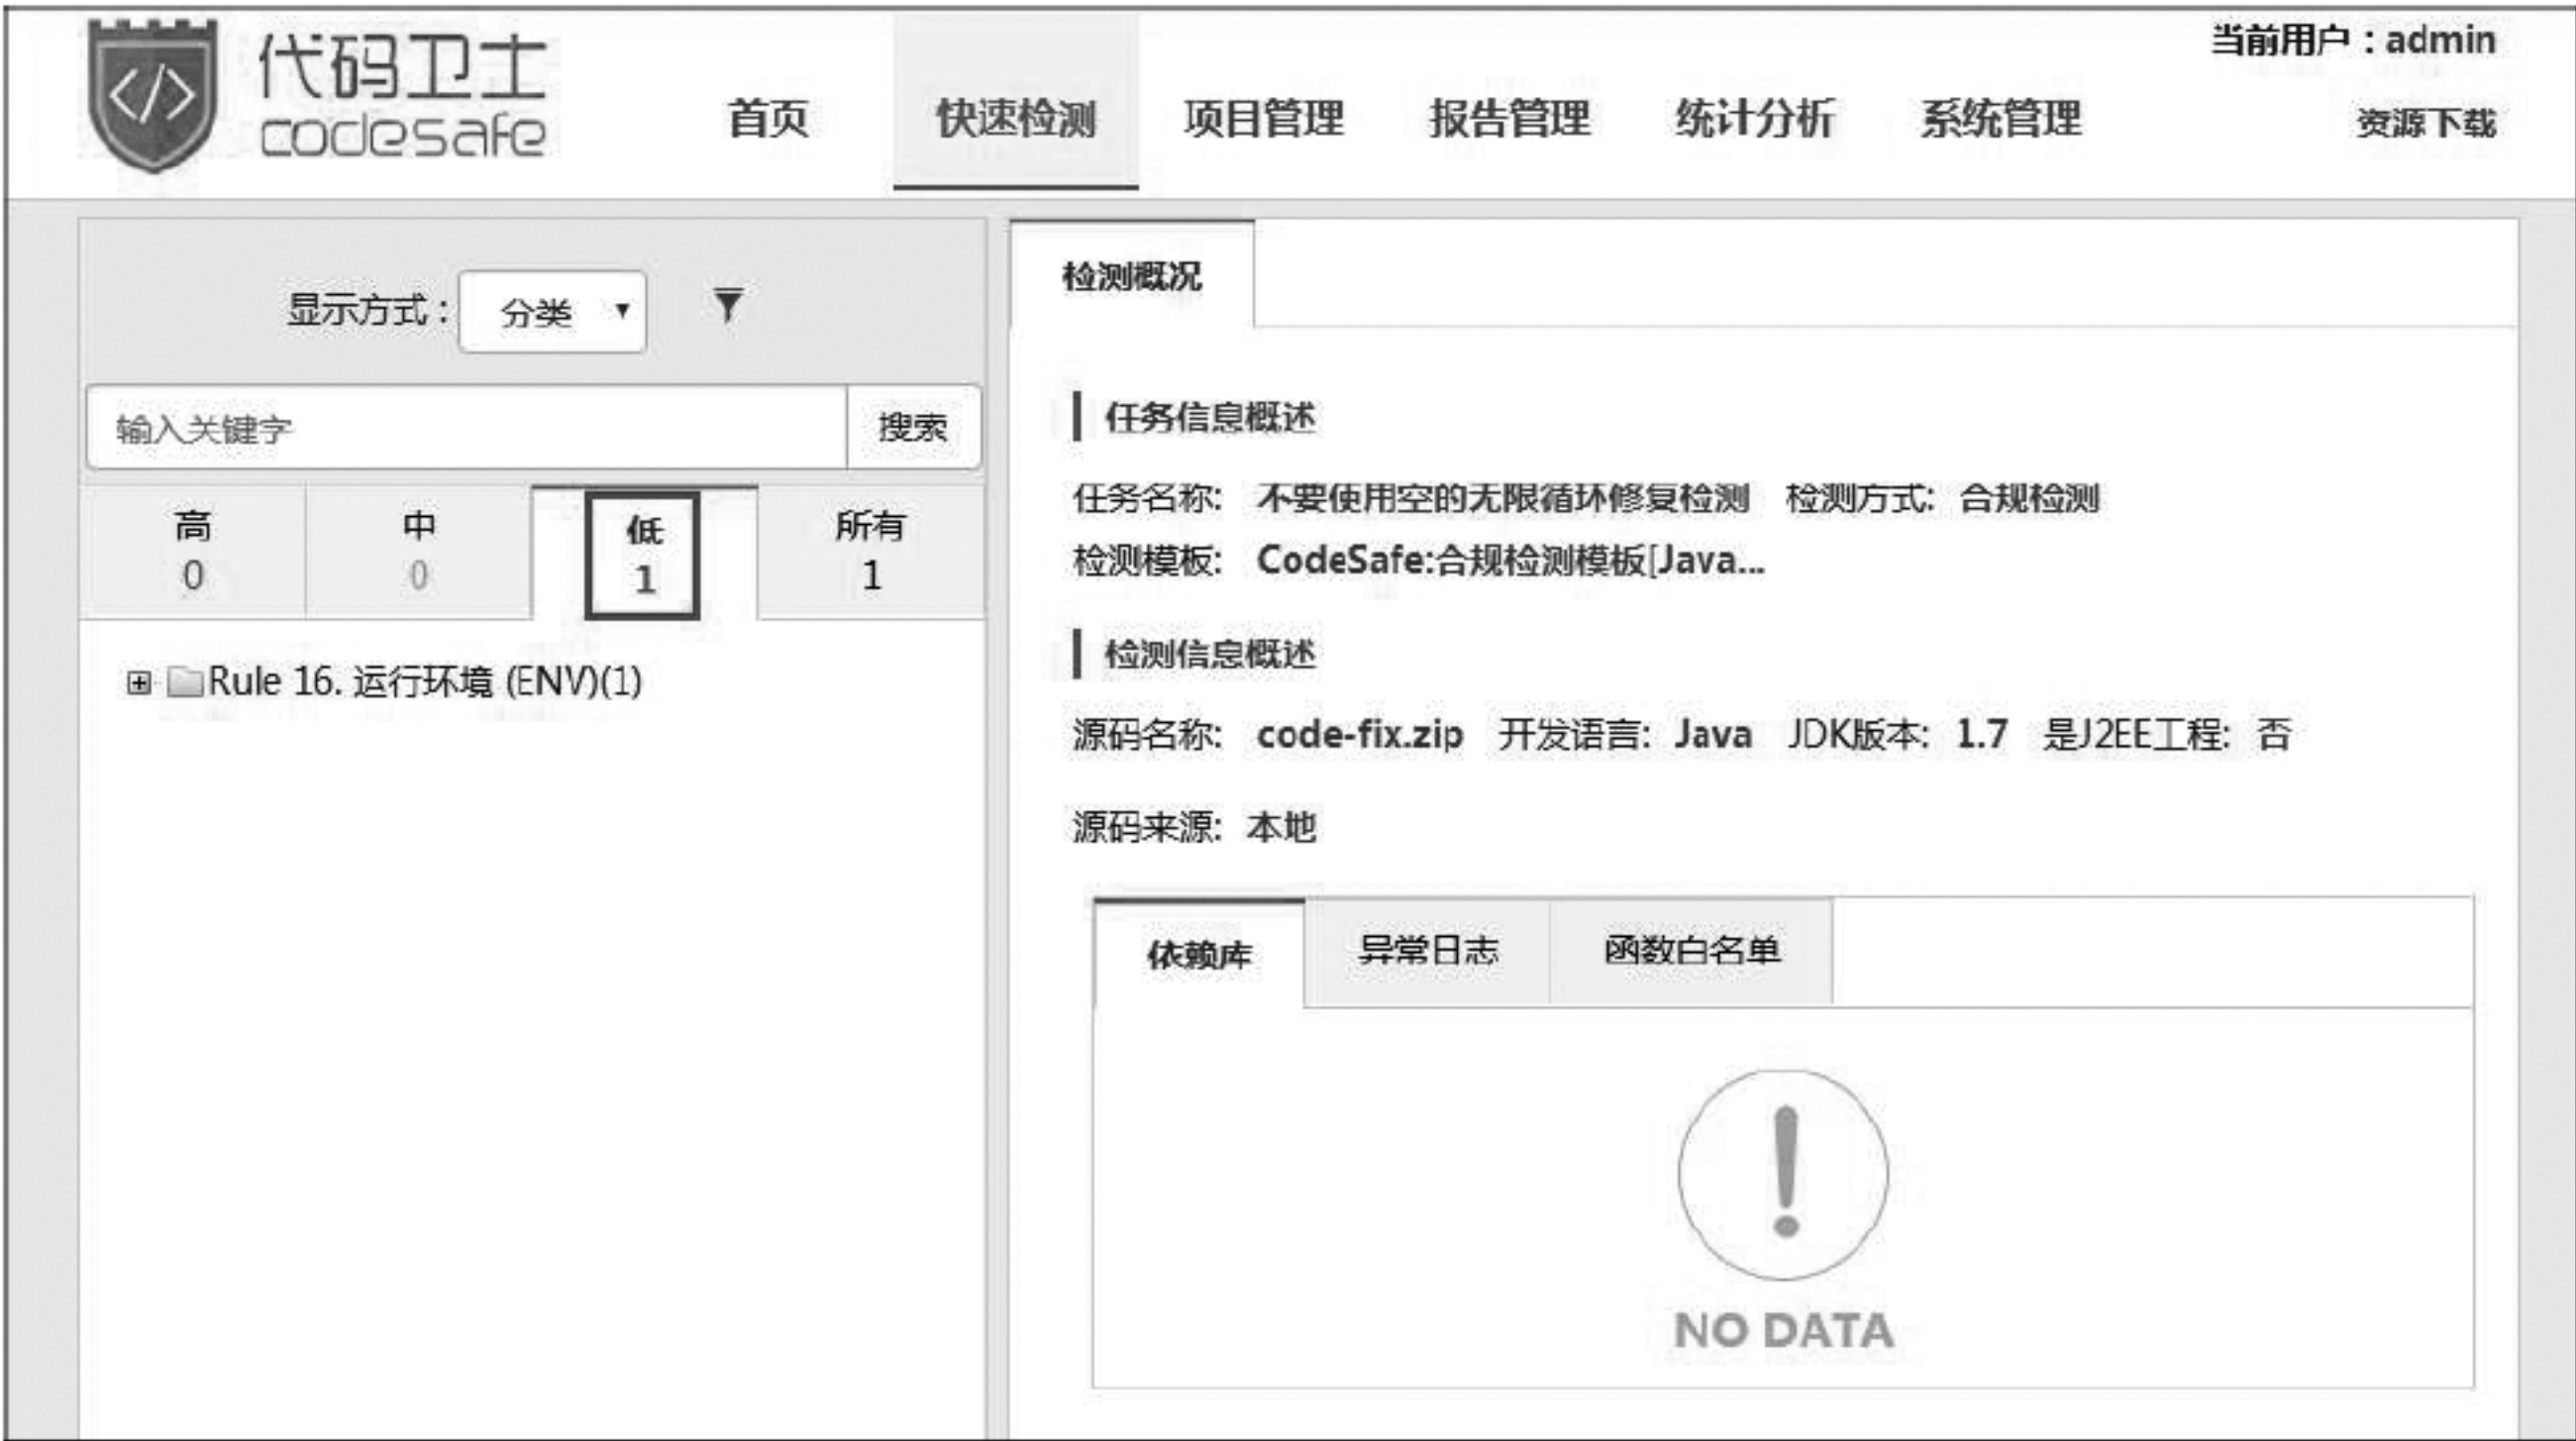 代码卫士
codesafe
当前用户：admin
首页 快速检测 项目管理 报告管理 统计分析 系统管理 资源下载
显示方式： 分类
输入关键字 搜索
高 中 低 所有
0 0 1 1
Rule 16. 运行环境 (ENV)(1)
检测概况
任务信息概述
任务名称: 不要使用空的无限循环修复检测 检测方式: 合规检测
检测模板: CodeSafe:合规检测模板[Java...
检测信息概述
源码名称: code-fix.zip 开发语言: Java JDK版本: 1.7 是J2EE工程: 否
源码来源: 本地
依赖库 异常日志 函数白名单
NO DATA